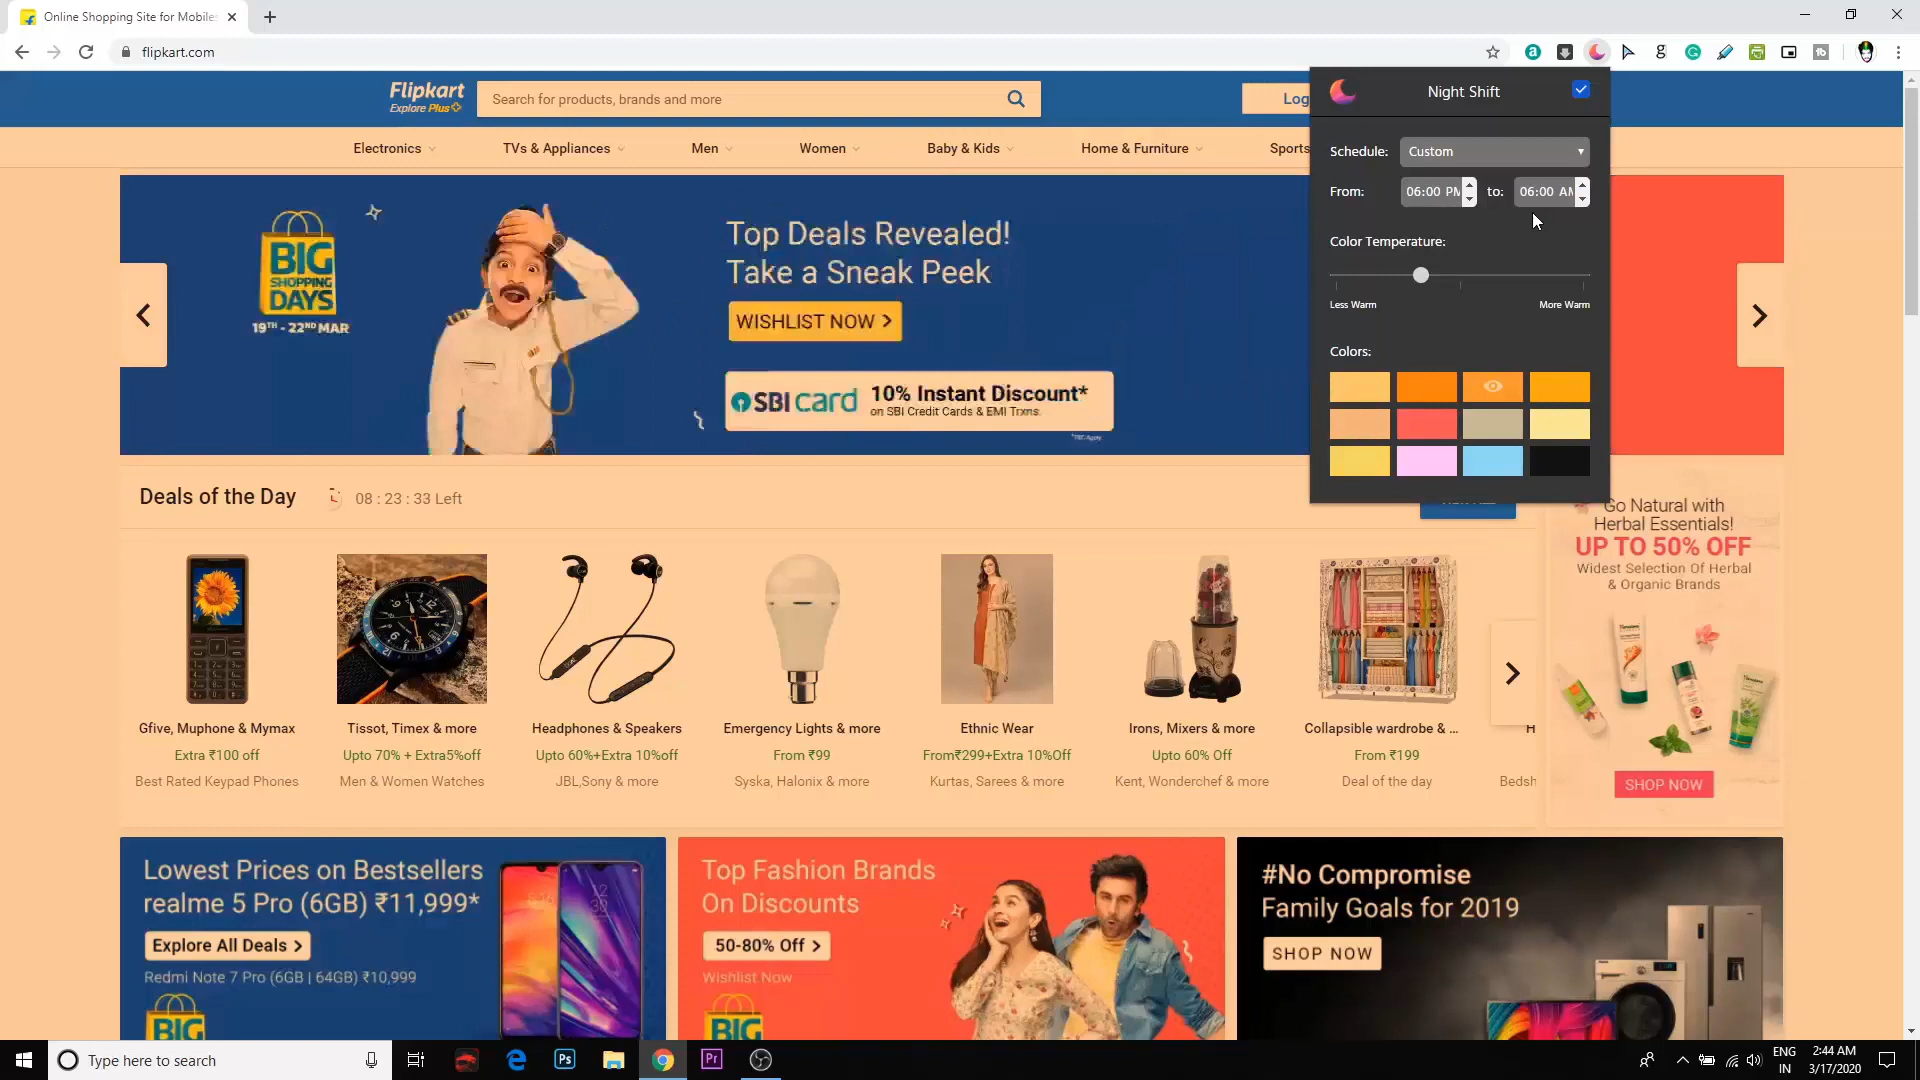 Online Shopping Site for Mobiles
flipkart.com
Flipkart
Explore Plus
Search for products, brands and more
Log
Electronics
TVs & Appliances
Men
Women
Baby & Kids
Home & Furniture
Sports
Night Shift
Schedule:
Custom
From:
06:00 PM
to:
06:00 AM
Color Temperature:
Less Warm
More Warm
Colors:
BIG
SHOPPING
DAYS
19TH - 22ND MAR
Top Deals Revealed!
Take a Sneak Peek
WISHLIST NOW
SBI card
10% Instant Discount*
on SBI Credit Cards & EMI Trxns.
*T&C Apply
Deals of the Day
08 : 23 : 33 Left
Gfive, Muphone & Mymax
Extra ₹100 off
Best Rated Keypad Phones
Tissot, Timex & more
Upto 70% + Extra5%off
Men & Women Watches
Headphones & Speakers
Upto 60%+Extra 10%off
JBL,Sony & more
Emergency Lights & more
From ₹99
Syska, Halonix & more
Ethnic Wear
From₹299+Extra 10%Off
Kurtas, Sarees & more
Irons, Mixers & more
Upto 60% Off
Kent, Wonderchef & more
Collapsible wardrobe & ...
From ₹199
Deal of the day
H
Bedsh
Go Natural with
Herbal Essentials!
UP TO 50% OFF
Widest Selection Of Herbal
& Organic Brands
SHOP NOW
Lowest Prices on Bestsellers
realme 5 Pro (6GB) ₹11,999*
Explore All Deals
Redmi Note 7 Pro (6GB | 64GB) ₹10,999
BIG
Top Fashion Brands
On Discounts
50-80% Off
Wishlist Now
BIG
#No Compromise
Family Goals for 2019
SHOP NOW
Type here to search
Ps
Pr
ENG
IN
2:44 AM
3/17/2020